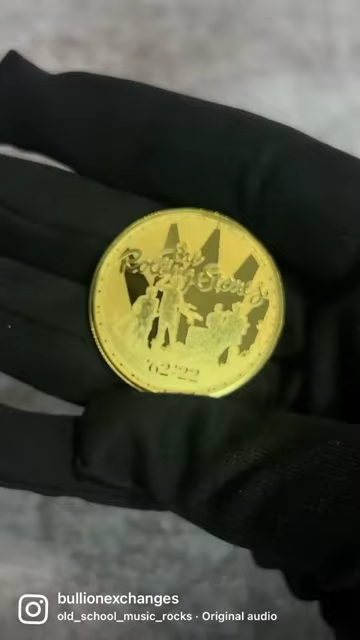 The
Rolling Stones
'62-'22
bullionexchanges
old_school_music_rocks · Original audio